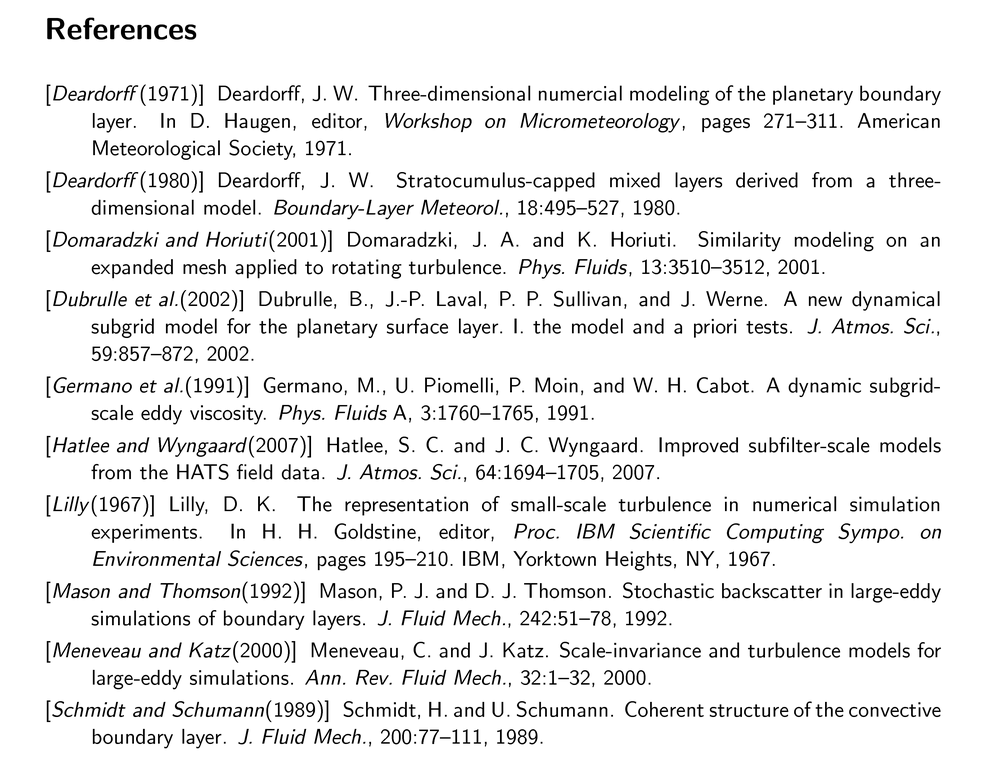 References
[Deardorff(1971)] Deardorff, J. W. Three-dimensional numercial modeling of the planetary boundary
layer. In D. Haugen, editor, Workshop on Micrometeorology, pages 271–311. American
Meteorological Society, 1971.
[Deardorff(1980)] Deardorff, J. W. Stratocumulus-capped mixed layers derived from a three-
dimensional model. Boundary-Layer Meteorol., 18:495–527, 1980.
[Domaradzki and Horiuti(2001)] Domaradzki, J. A. and K. Horiuti. Similarity modeling on an
expanded mesh applied to rotating turbulence. Phys. Fluids, 13:3510–3512, 2001.
[Dubrulle et al.(2002)] Dubrulle, B., J.-P. Laval, P. P. Sullivan, and J. Werne. A new dynamical
subgrid model for the planetary surface layer. I. the model and a priori tests. J. Atmos. Sci.,
59:857–872, 2002.
[Germano et al.(1991)] Germano, M., U. Piomelli, P. Moin, and W. H. Cabot. A dynamic subgrid-
scale eddy viscosity. Phys. Fluids A, 3:1760–1765, 1991.
[Hatlee and Wyngaard(2007)] Hatlee, S. C. and J. C. Wyngaard. Improved subfilter-scale models
from the HATS field data. J. Atmos. Sci., 64:1694–1705, 2007.
[Lilly(1967)] Lilly, D. K. The representation of small-scale turbulence in numerical simulation
experiments. In H. H. Goldstine, editor, Proc. IBM Scientific Computing Sympo. on
Environmental Sciences, pages 195–210. IBM, Yorktown Heights, NY, 1967.
[Mason and Thomson(1992)] Mason, P. J. and D. J. Thomson. Stochastic backscatter in large-eddy
simulations of boundary layers. J. Fluid Mech., 242:51–78, 1992.
[Meneveau and Katz(2000)] Meneveau, C. and J. Katz. Scale-invariance and turbulence models for
large-eddy simulations. Ann. Rev. Fluid Mech., 32:1–32, 2000.
[Schmidt and Schumann(1989)] Schmidt, H. and U. Schumann. Coherent structure of the convective
boundary layer. J. Fluid Mech., 200:77–111, 1989.